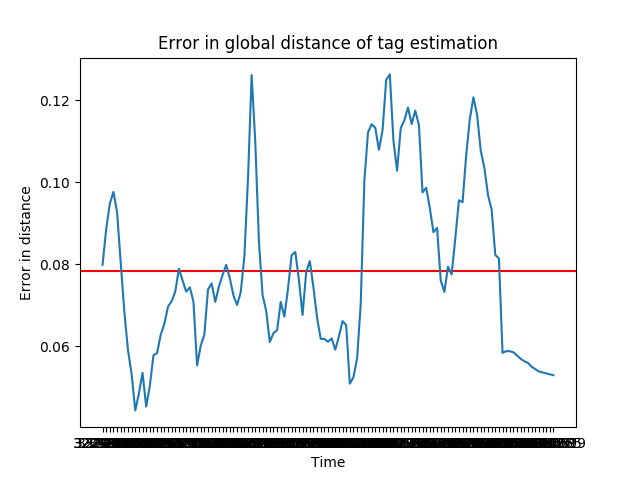 Error in global distance of tag estimation
0.12
0.10
0.08
0.06
Error in distance
Time